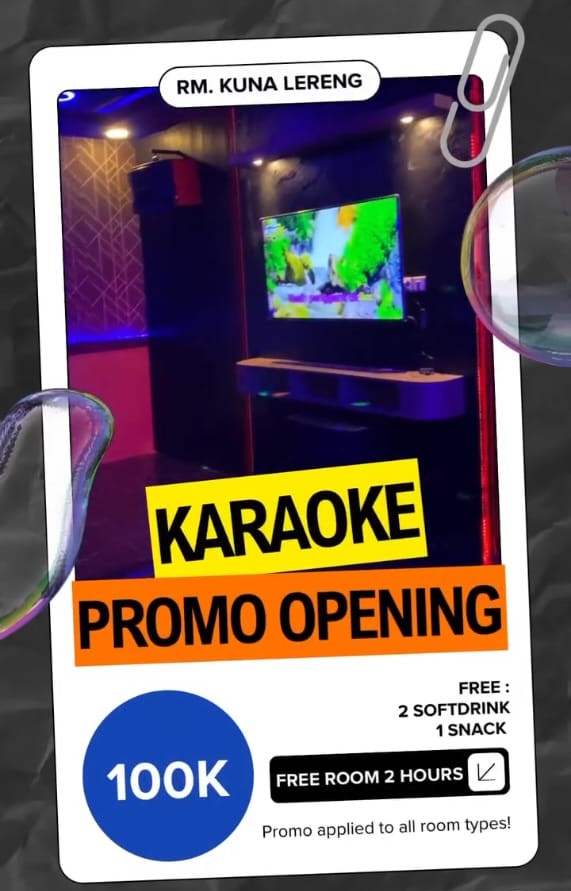 RM. KUNA LERENG
KARAOKE
PROMO OPENING
100K
FREE :
2 SOFTDRINK
1 SNACK
FREE ROOM 2 HOURS
Promo applied to all room types!